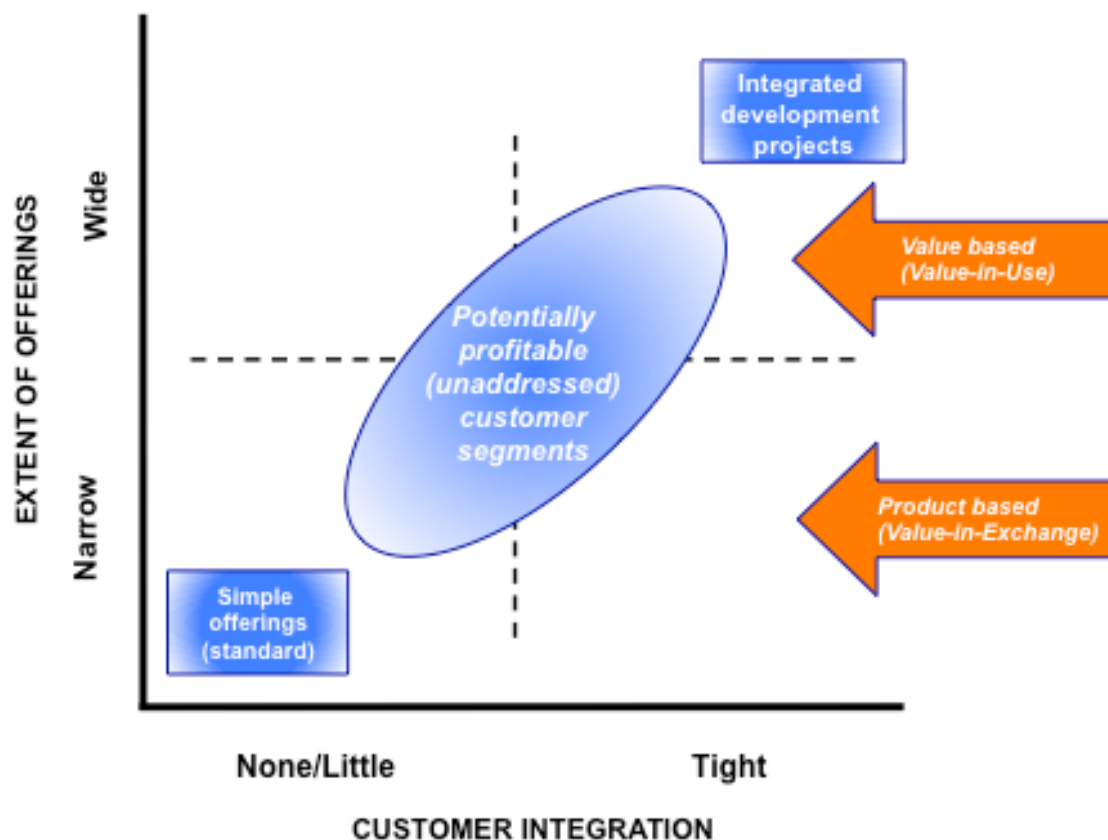 Integrated
development
projects
Wide
Value based
(Value-in-Use)
EXTENT OF OFFERINGS
Potentially
profitable
(unaddressed)
customer
segments
Narrow
Product based
(Value-in-Exchange)
Simple
offerings
(standard)
None/Little
Tight
CUSTOMER INTEGRATION